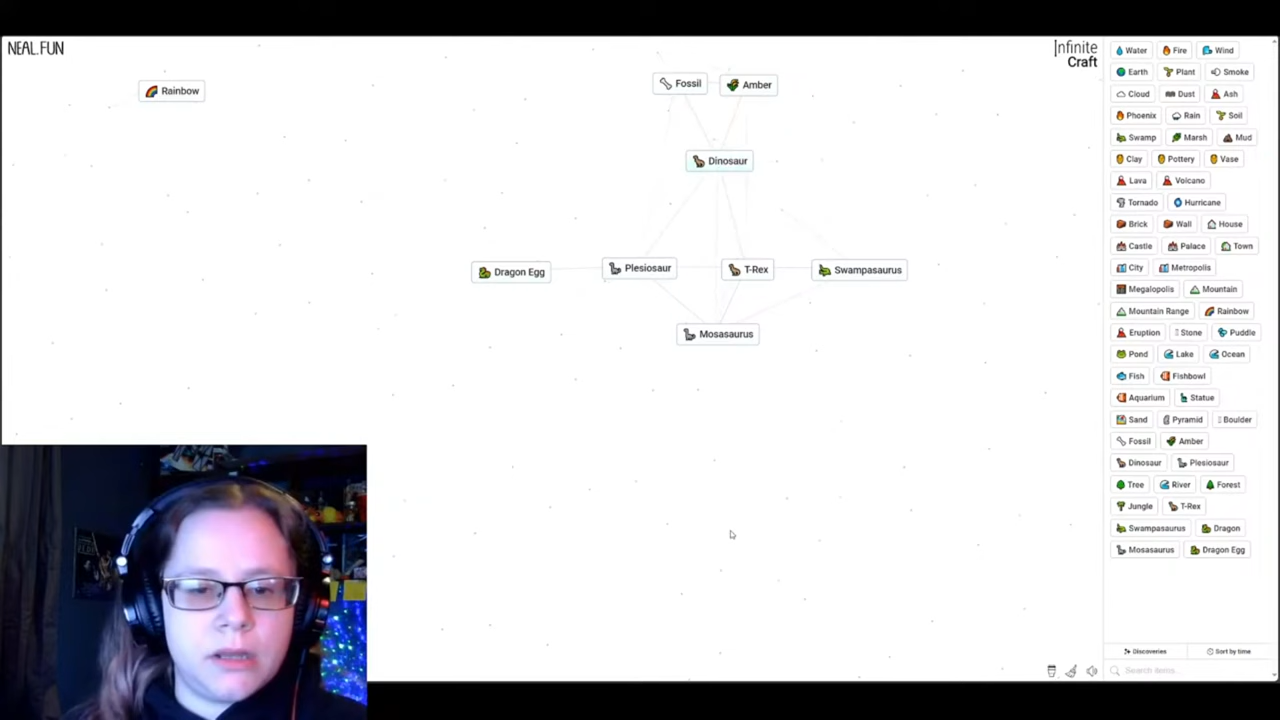 NEAL.FUN
Infinite
Craft
Rainbow
Fossil
Amber
Dinosaur
Dragon Egg
Plesiosaur
T-Rex
Swampasaurus
Mosasaurus
Water Fire Wind
Earth Plant Smoke
Cloud Dust Ash
Phoenix Rain Soil
Swamp Marsh Mud
Clay Pottery Vase
Lava Volcano
Tornado Hurricane
Brick Wall House
Castle Palace Town
City Metropolis
Megalopolis Mountain
Mountain Range Rainbow
Eruption Stone Puddle
Pond Lake Ocean
Fish Fishbowl
Aquarium Statue
Sand Pyramid Boulder
Fossil Amber
Dinosaur Plesiosaur
Tree River Forest
Jungle T-Rex
Swampasaurus Dragon
Mosasaurus Dragon Egg
Discoveries Sort by time
Search items...